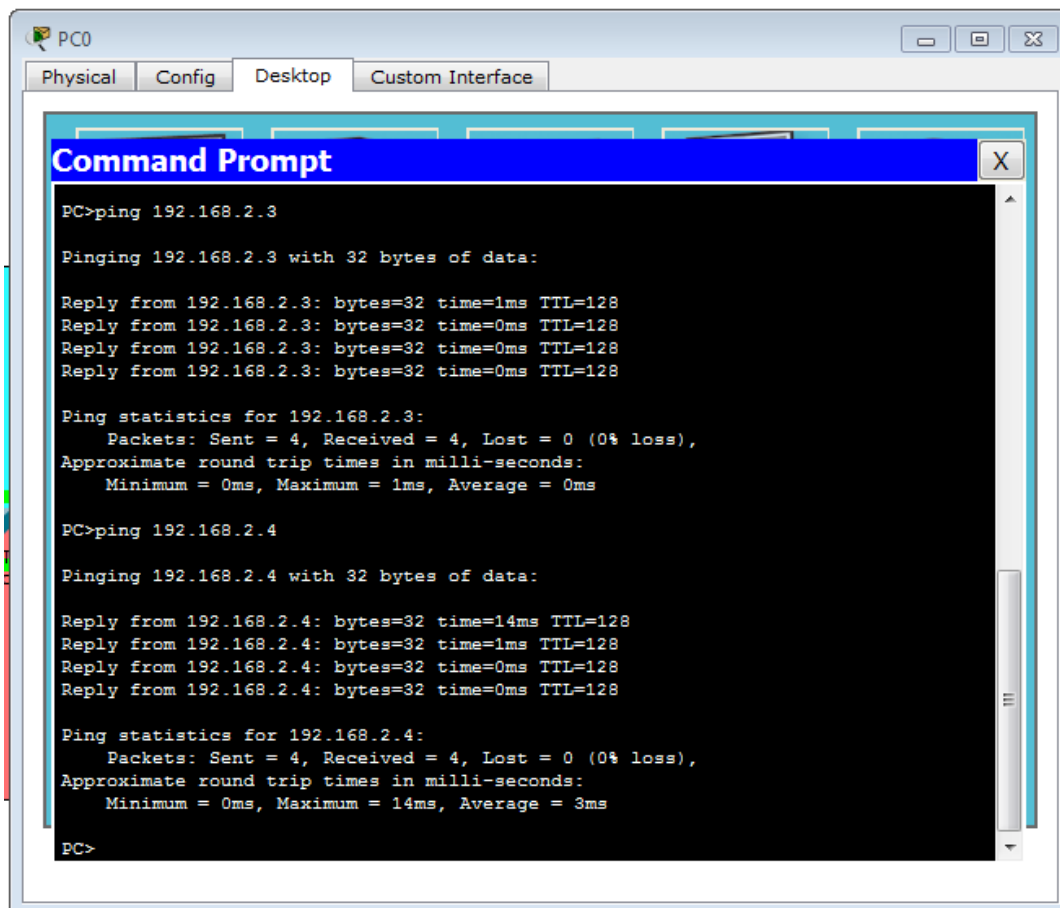 PC0
Physical Config Desktop Custom Interface
Command Prompt X
PC>ping 192.168.2.3
Pinging 192.168.2.3 with 32 bytes of data:
Reply from 192.168.2.3: bytes=32 time=1ms TTL=128
Reply from 192.168.2.3: bytes=32 time=0ms TTL=128
Reply from 192.168.2.3: bytes=32 time=0ms TTL=128
Reply from 192.168.2.3: bytes=32 time=0ms TTL=128
Ping statistics for 192.168.2.3:
Packets: Sent = 4, Received = 4, Lost = 0 (0% loss),
Approximate round trip times in milli-seconds:
Minimum = 0ms, Maximum = 1ms, Average = 0ms
PC>ping 192.168.2.4
Pinging 192.168.2.4 with 32 bytes of data:
Reply from 192.168.2.4: bytes=32 time=14ms TTL=128
Reply from 192.168.2.4: bytes=32 time=1ms TTL=128
Reply from 192.168.2.4: bytes=32 time=0ms TTL=128
Reply from 192.168.2.4: bytes=32 time=0ms TTL=128
Ping statistics for 192.168.2.4:
Packets: Sent = 4, Received = 4, Lost = 0 (0% loss),
Approximate round trip times in milli-seconds:
Minimum = 0ms, Maximum = 14ms, Average = 3ms
PC>